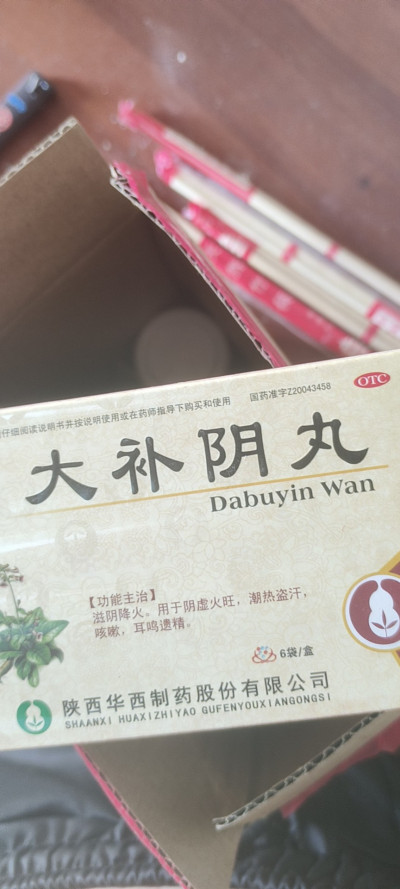 仔细阅读说明书并按说明使用或在药师指导下购买和使用
国药准字Z20043458
OTC
大补阴丸
Dabuyin Wan
【功能主治】
滋阴降火。用于阴虚火旺，潮热盗汗，
咳嗽，耳鸣遗精。
6袋/盒
陕西华西制药股份有限公司
SHAANXI HUAXIZHIYAO GUFENYOUXIANGONGSI